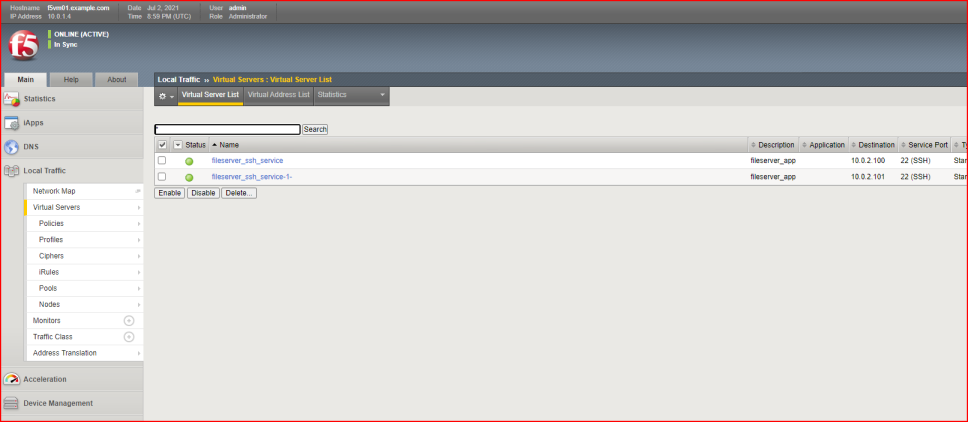 Hostname f5vm01.example.com Date Jul 2, 2021 User admin
IP Address 10.0.1.4 Time 8:59 PM (UTC) Role Administrator
f5
ONLINE (ACTIVE)
In Sync
Main Help About
Local Traffic ›› Virtual Servers : Virtual Server List
Virtual Server List Virtual Address List Statistics
Statistics
iApps
DNS
Local Traffic
Network Map
Virtual Servers
Policies
Profiles
Ciphers
iRules
Pools
Nodes
Monitors
Traffic Class
Address Translation
Acceleration
Device Management
* Search
Status Name Description Application Destination Service Port Ty
fileserver_ssh_service fileserver_app 10.0.2.100 22 (SSH) Stan
fileserver_ssh_service-1- fileserver_app 10.0.2.101 22 (SSH) Stan
Enable Disable Delete...